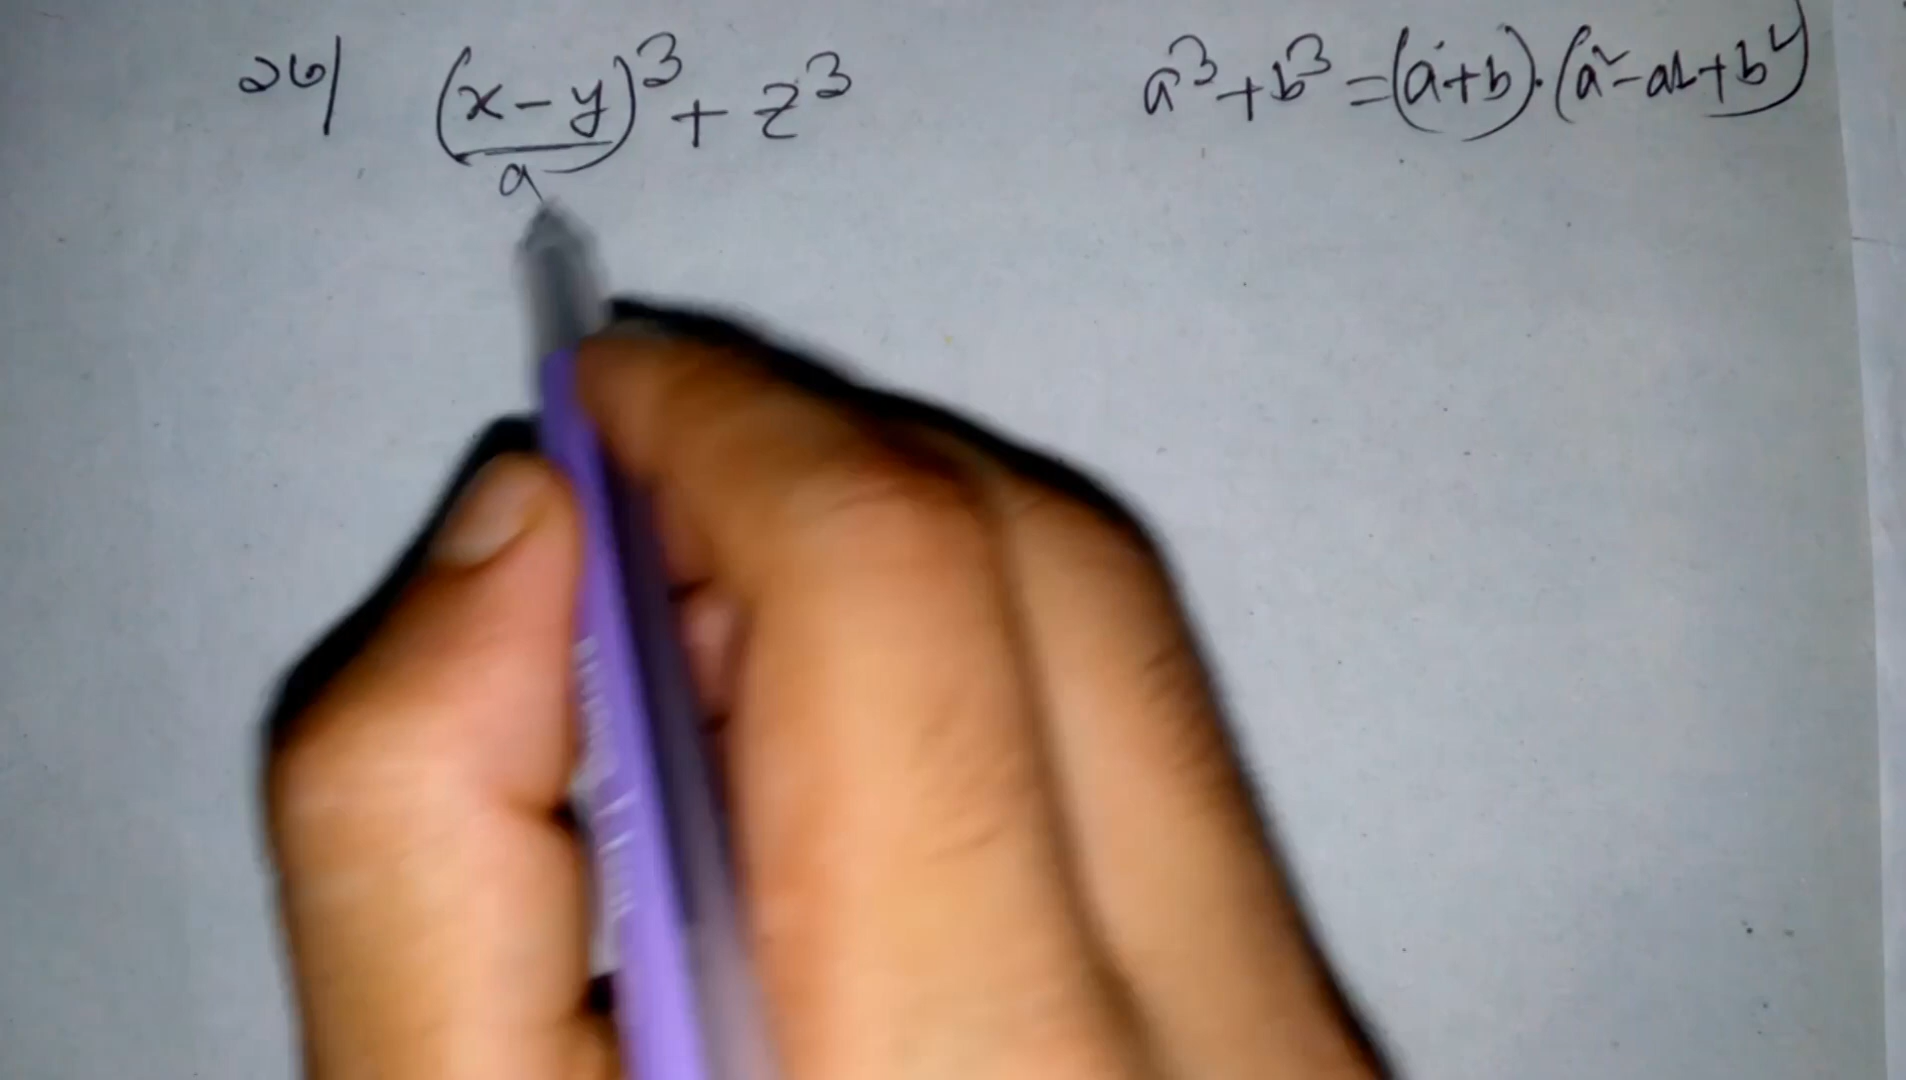 ২৬/ (x-y)³ + z³
a
a³+b³ = (a+b)·(a²-ab+b²)